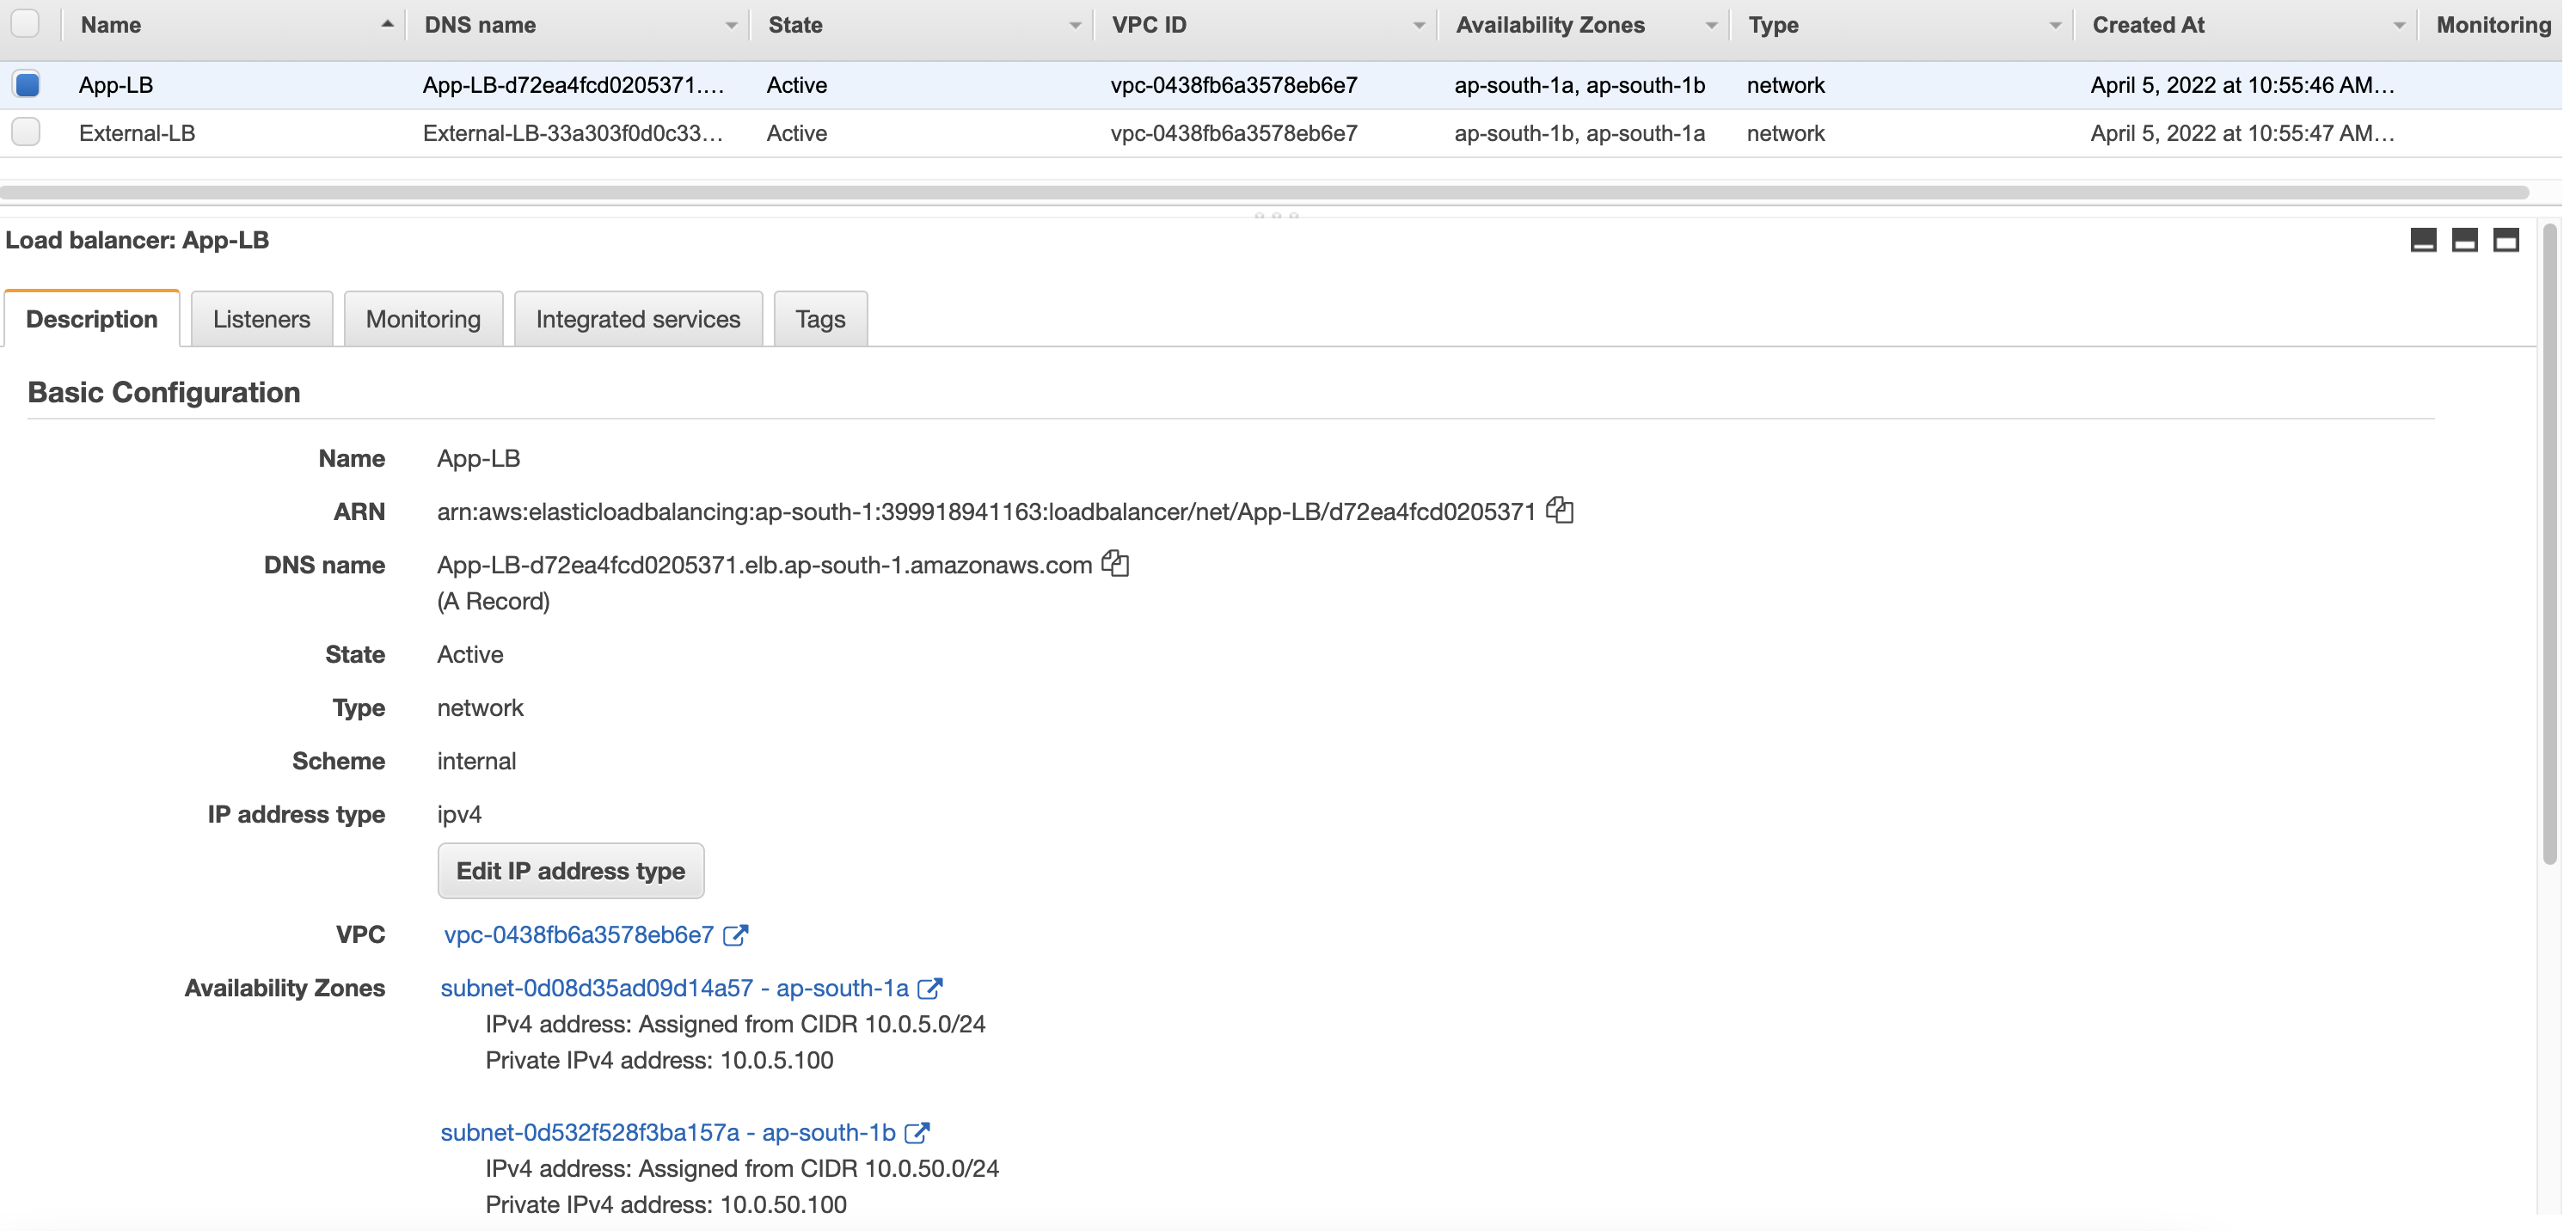 Name DNS name State VPC ID Availability Zones Type Created At Monitoring
App-LB App-LB-d72ea4fcd0205371.... Active vpc-0438fb6a3578eb6e7 ap-south-1a, ap-south-1b network April 5, 2022 at 10:55:46 AM...
External-LB External-LB-33a303f0d0c33... Active vpc-0438fb6a3578eb6e7 ap-south-1b, ap-south-1a network April 5, 2022 at 10:55:47 AM...
Load balancer: App-LB
Description Listeners Monitoring Integrated services Tags
Basic Configuration
Name App-LB
ARN arn:aws:elasticloadbalancing:ap-south-1:399918941163:loadbalancer/net/App-LB/d72ea4fcd0205371
DNS name App-LB-d72ea4fcd0205371.elb.ap-south-1.amazonaws.com
(A Record)
State Active
Type network
Scheme internal
IP address type ipv4
Edit IP address type
VPC vpc-0438fb6a3578eb6e7
Availability Zones subnet-0d08d35ad09d14a57 - ap-south-1a
IPv4 address: Assigned from CIDR 10.0.5.0/24
Private IPv4 address: 10.0.5.100
subnet-0d532f528f3ba157a - ap-south-1b
IPv4 address: Assigned from CIDR 10.0.50.0/24
Private IPv4 address: 10.0.50.100